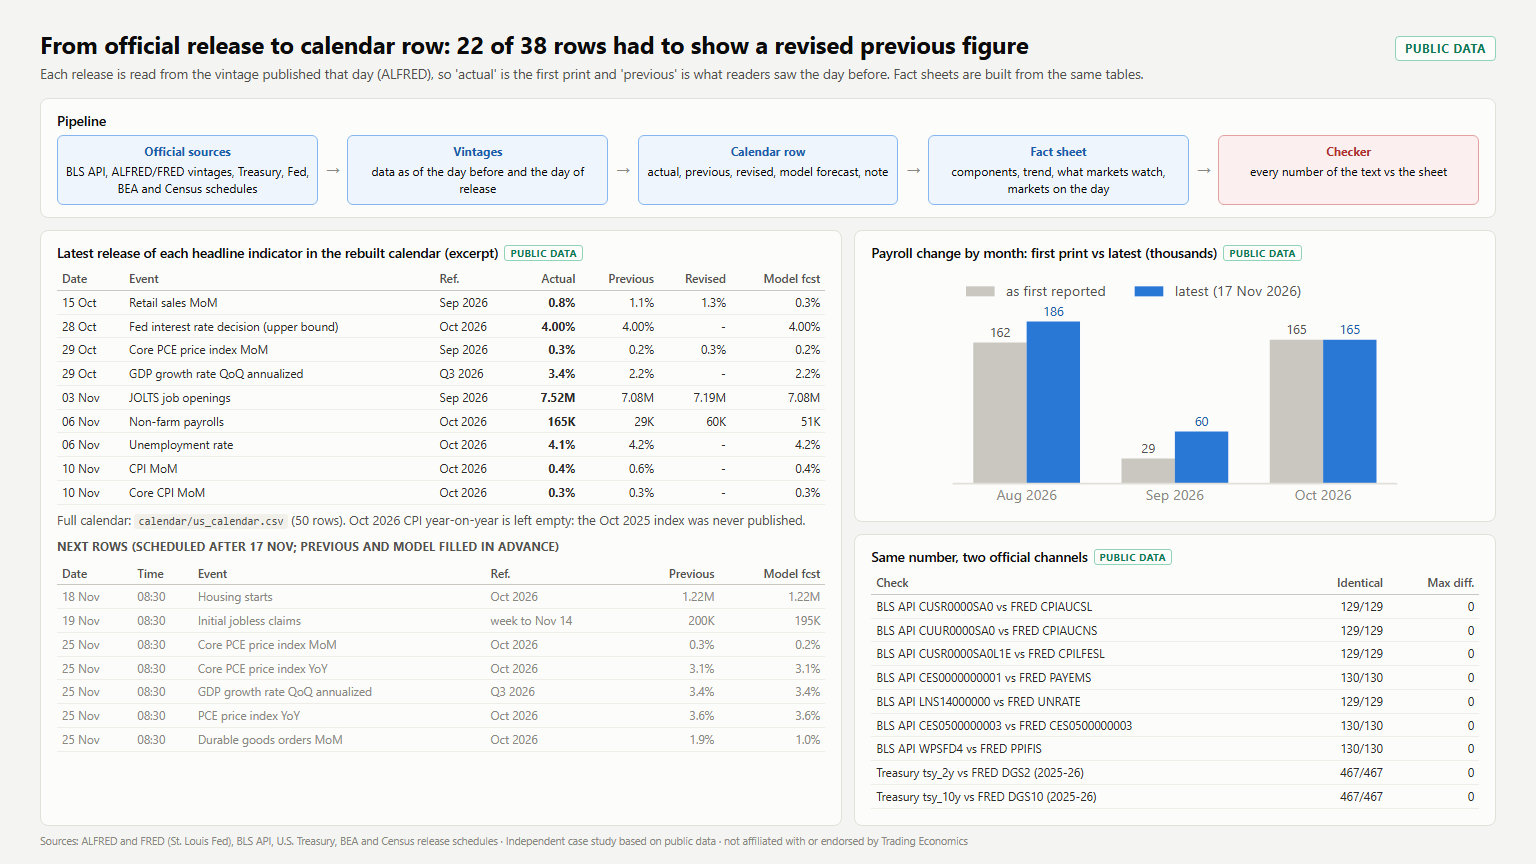 From official release to calendar row: 22 of 38 rows had to show a revised previous figure
PUBLIC DATA
Each release is read from the vintage published that day (ALFRED), so 'actual' is the first print and 'previous' is what readers saw the day before. Fact sheets are built from the same tables.
Pipeline
Official sources
BLS API, ALFRED/FRED vintages, Treasury, Fed,
BEA and Census schedules
→
Vintages
data as of the day before and the day of
release
→
Calendar row
actual, previous, revised, model forecast, note
→
Fact sheet
components, trend, what markets watch,
markets on the day
→
Checker
every number of the text vs the sheet
Latest release of each headline indicator in the rebuilt calendar (excerpt) PUBLIC DATA
Date Event Ref. Actual Previous Revised Model fcst
15 Oct Retail sales MoM Sep 2026 0.8% 1.1% 1.3% 0.3%
28 Oct Fed interest rate decision (upper bound) Oct 2026 4.00% 4.00% - 4.00%
29 Oct Core PCE price index MoM Sep 2026 0.3% 0.2% 0.3% 0.2%
29 Oct GDP growth rate QoQ annualized Q3 2026 3.4% 2.2% - 2.2%
03 Nov JOLTS job openings Sep 2026 7.52M 7.08M 7.19M 7.08M
06 Nov Non-farm payrolls Oct 2026 165K 29K 60K 51K
06 Nov Unemployment rate Oct 2026 4.1% 4.2% - 4.2%
10 Nov CPI MoM Oct 2026 0.4% 0.6% - 0.4%
10 Nov Core CPI MoM Oct 2026 0.3% 0.3% - 0.3%
Full calendar: calendar/us_calendar.csv (50 rows). Oct 2026 CPI year-on-year is left empty: the Oct 2025 index was never published.
NEXT ROWS (SCHEDULED AFTER 17 NOV; PREVIOUS AND MODEL FILLED IN ADVANCE)
Date Time Event Ref. Previous Model fcst
18 Nov 08:30 Housing starts Oct 2026 1.22M 1.22M
19 Nov 08:30 Initial jobless claims week to Nov 14 200K 195K
25 Nov 08:30 Core PCE price index MoM Oct 2026 0.3% 0.2%
25 Nov 08:30 Core PCE price index YoY Oct 2026 3.1% 3.1%
25 Nov 08:30 GDP growth rate QoQ annualized Q3 2026 3.4% 3.4%
25 Nov 08:30 PCE price index YoY Oct 2026 3.6% 3.6%
25 Nov 08:30 Durable goods orders MoM Oct 2026 1.9% 1.0%
Payroll change by month: first print vs latest (thousands) PUBLIC DATA
as first reported latest (17 Nov 2026)
162 186 29 60 165 165
Aug 2026 Sep 2026 Oct 2026
Same number, two official channels PUBLIC DATA
Check Identical Max diff.
BLS API CUSR0000SA0 vs FRED CPIAUCSL 129/129 0
BLS API CUUR0000SA0 vs FRED CPIAUCNS 129/129 0
BLS API CUSR0000SA0L1E vs FRED CPILFESL 129/129 0
BLS API CES0000000001 vs FRED PAYEMS 130/130 0
BLS API LNS14000000 vs FRED UNRATE 129/129 0
BLS API CES0500000003 vs FRED CES0500000003 130/130 0
BLS API WPSFD4 vs FRED PPIFIS 130/130 0
Treasury tsy_2y vs FRED DGS2 (2025-26) 467/467 0
Treasury tsy_10y vs FRED DGS10 (2025-26) 467/467 0
Sources: ALFRED and FRED (St. Louis Fed), BLS API, U.S. Treasury, BEA and Census release schedules · Independent case study based on public data · not affiliated with or endorsed by Trading Economics